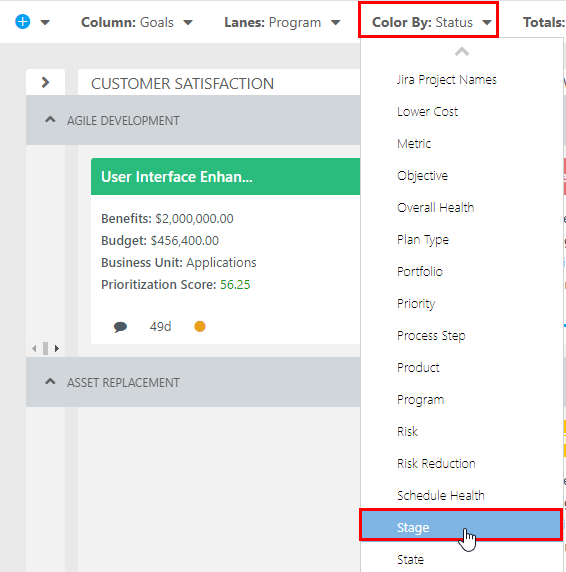 Column: Goals Lanes: Program Color By: Status Totals:
CUSTOMER SATISFACTION
AGILE DEVELOPMENT
User Interface Enhan...
Benefits: $2,000,000.00
Budget: $456,400.00
Business Unit: Applications
Prioritization Score: 56.25
49d
ASSET REPLACEMENT
Jira Project Names
Lower Cost
Metric
Objective
Overall Health
Plan Type
Portfolio
Priority
Process Step
Product
Program
Risk
Risk Reduction
Schedule Health
Stage
State